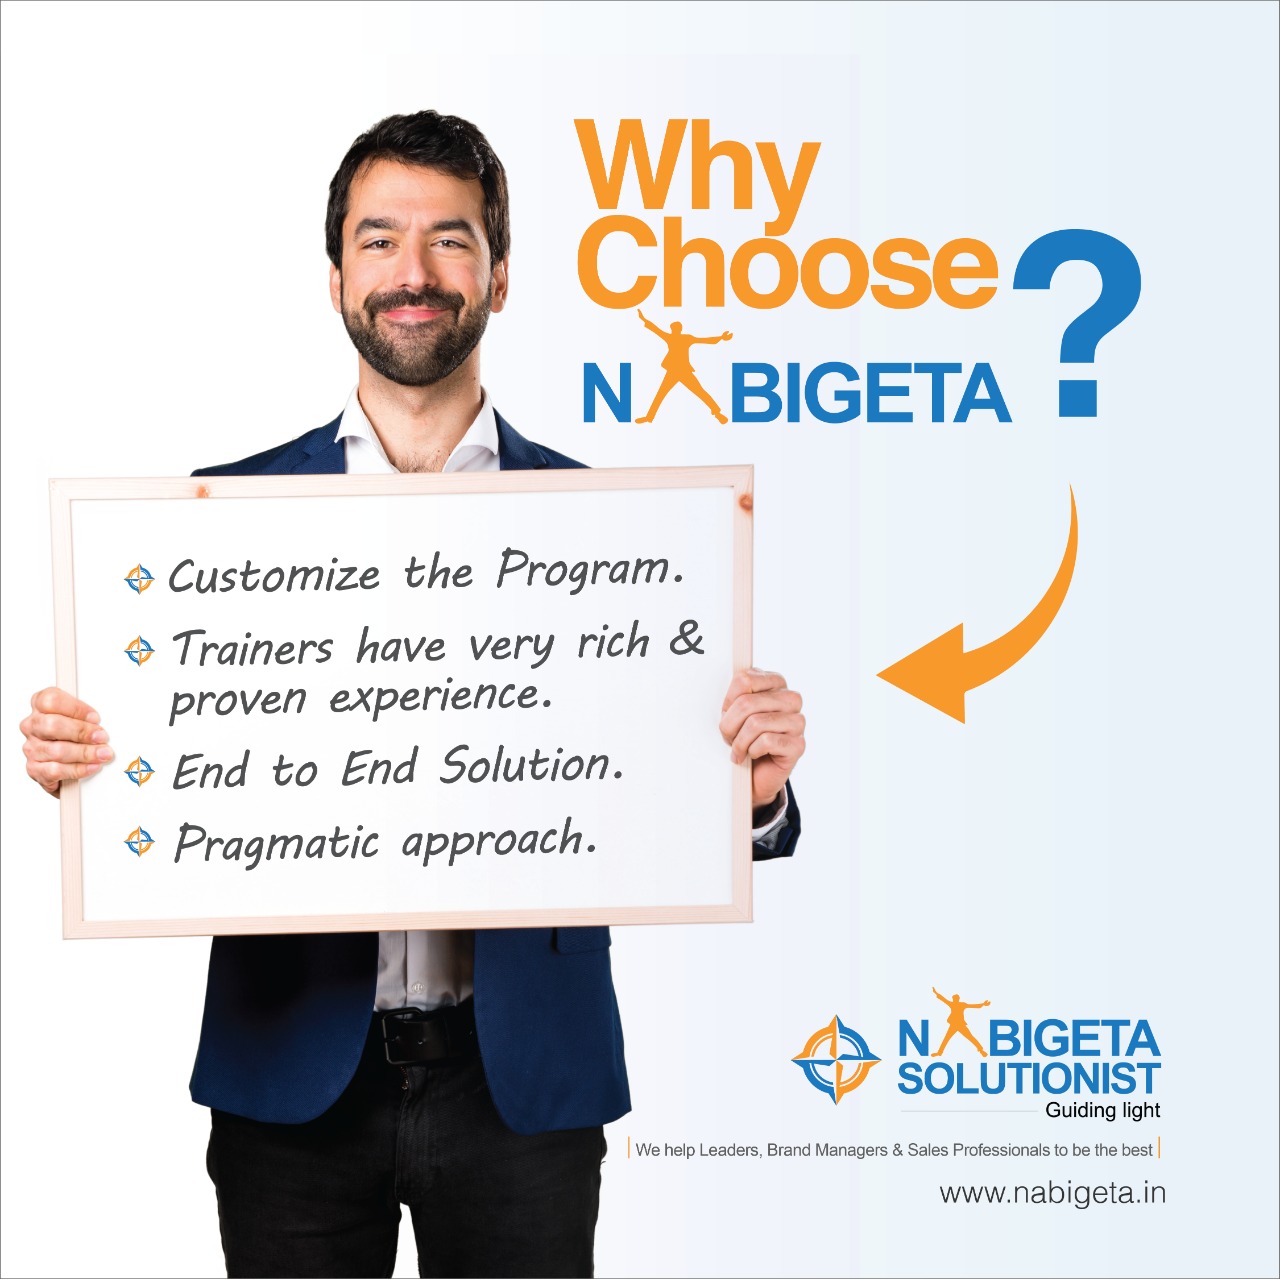 Why
Choose
NABIGETA ?
Customize the Program.
Trainers have very rich &
proven experience.
End to End Solution.
Pragmatic approach.
NABIGETA
SOLUTIONIST
Guiding light
We help Leaders, Brand Managers & Sales Professionals to be the best
www.nabigeta.in